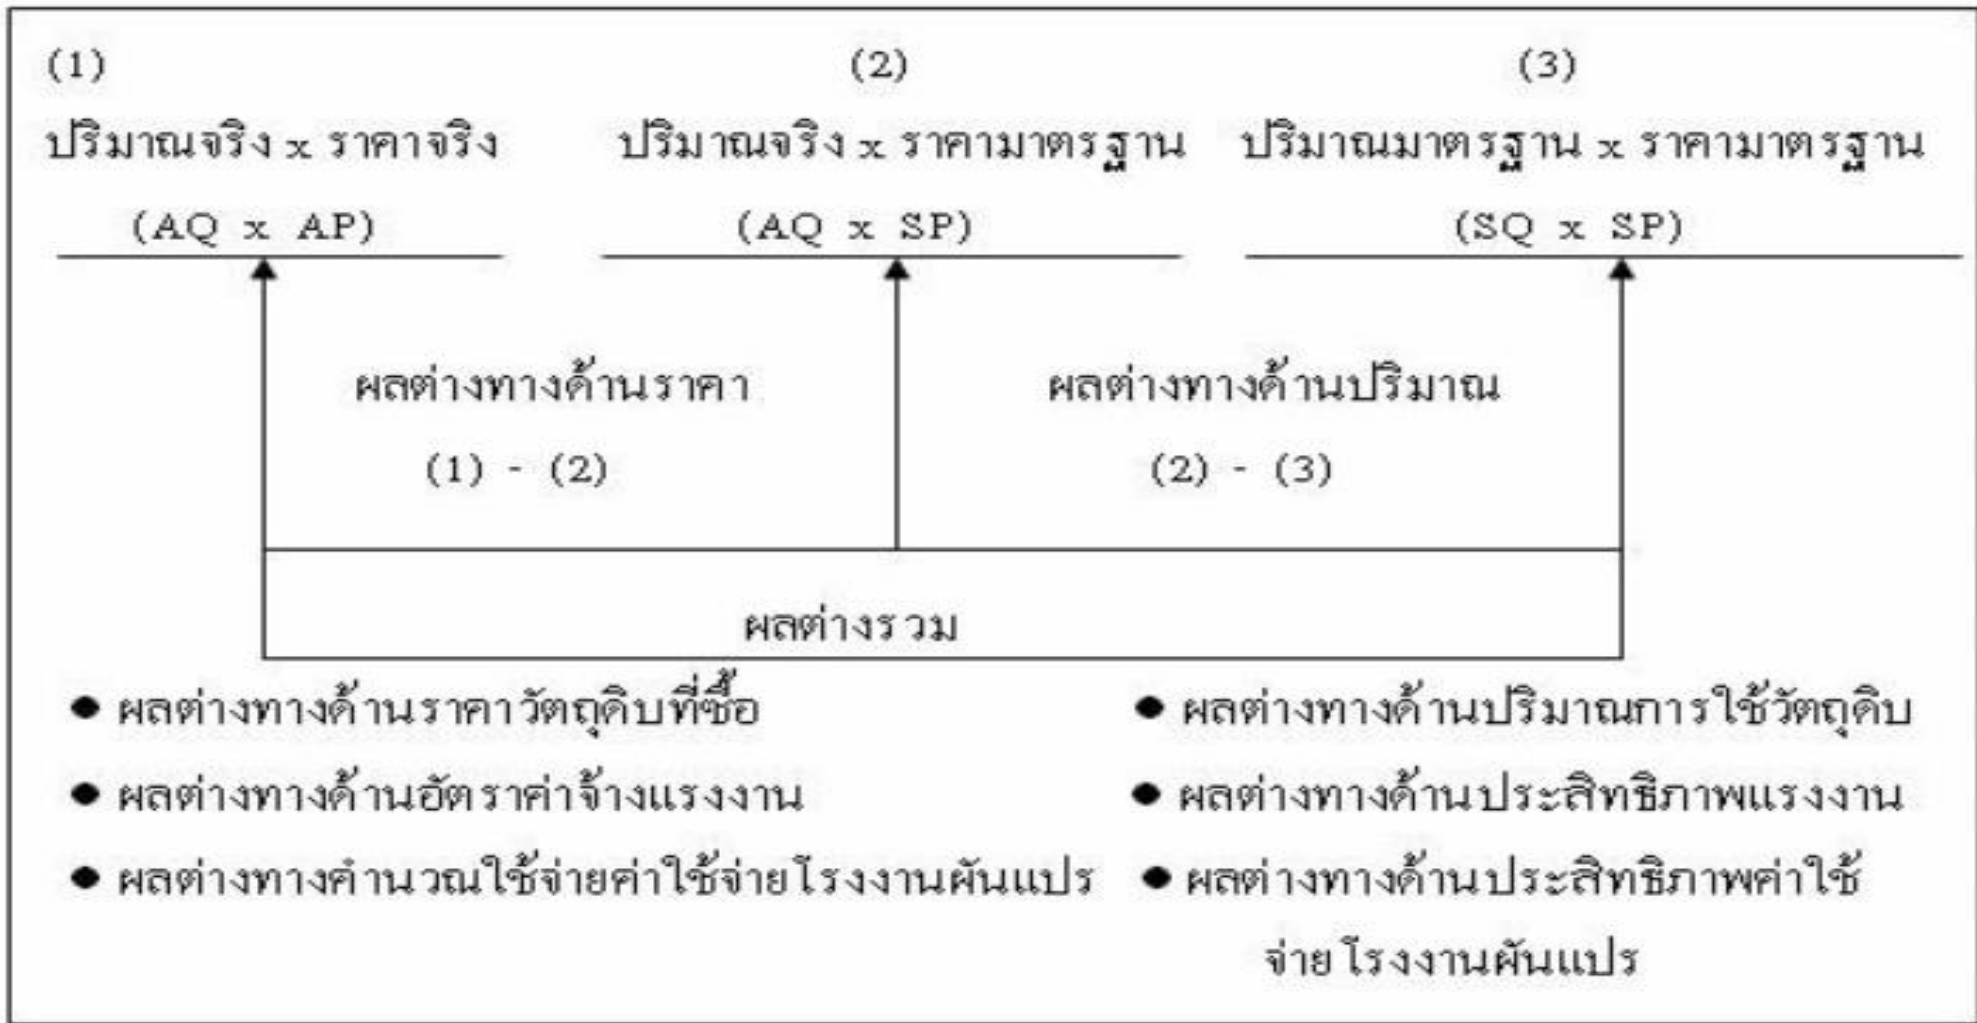 (1) (2) (3)
ปริมาณจริง x ราคาจริง ปริมาณจริง x ราคามาตรฐาน ปริมาณมาตรฐาน x ราคามาตรฐาน
(AQ x AP) (AQ x SP) (SQ x SP)
ผลต่างทางด้านราคา ผลต่างทางด้านปริมาณ
(1) - (2) (2) - (3)
ผลต่างรวม
● ผลต่างทางด้านราคาวัตถุดิบที่ซื้อ
● ผลต่างทางด้านอัตราค่าจ้างแรงงาน
● ผลต่างทางคำนวณใช้จ่ายค่าใช้จ่ายโรงงานผันแปร
● ผลต่างทางด้านปริมาณการใช้วัตถุดิบ
● ผลต่างทางด้านประสิทธิภาพแรงงาน
● ผลต่างทางด้านประสิทธิภาพค่าใช้
จ่ายโรงงานผันแปร